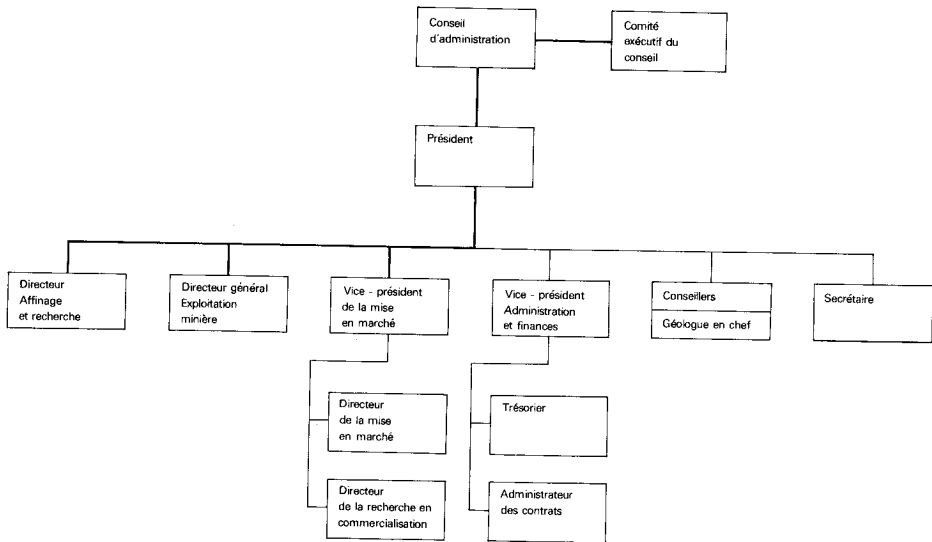 Conseil
d'administration
Comité
exécutif du
conseil
Président
Directeur
Affinage
et recherche
Directeur général
Exploitation
minière
Vice - président
de la mise
en marché
Vice - président
Administration
et finances
Conseillers
Géologue en chef
Secrétaire
Directeur
de la mise
en marché
Trésorier
Directeur
de la recherche en
commercialisation
Administrateur
des contrats